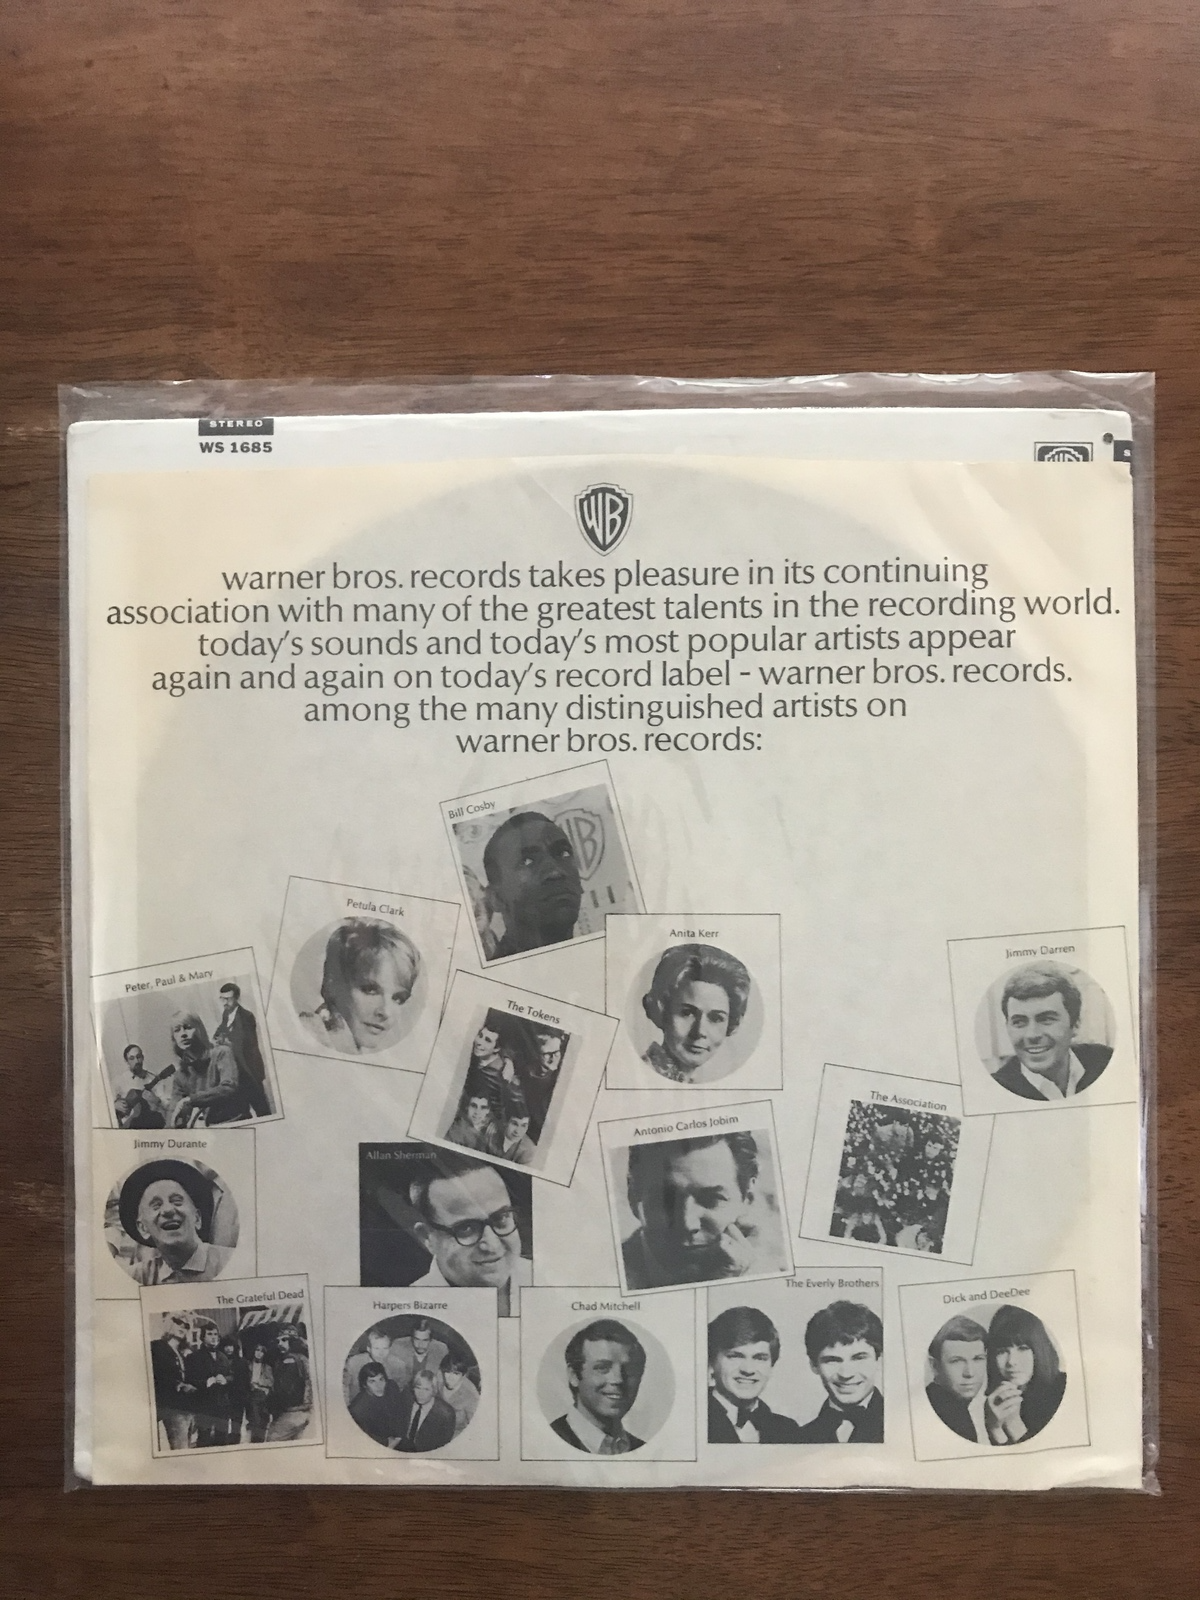 STEREO
WS 1685
WB
warner bros. records takes pleasure in its continuing
association with many of the greatest talents in the recording world.
today's sounds and today's most popular artists appear
again and again on today's record label - warner bros. records.
among the many distinguished artists on
warner bros. records:
Bill Cosby
WB
Petula Clark
Anita Kerr
Jimmy Darren
Peter, Paul & Mary
The Tokens
The Association
Antonio Carlos Jobim
Jimmy Durante
Allan Sherman
The Everly Brothers
The Grateful Dead
Harpers Bizarre
Chad Mitchell
Dick and DeeDee